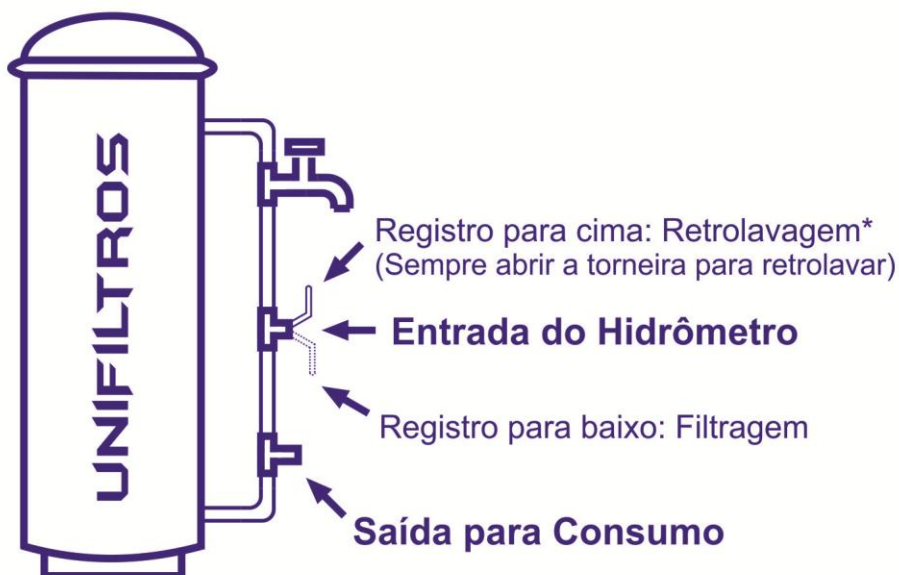 UNIFILTROS
Registro para cima: Retrolavagem*
(Sempre abrir a torneira para retrolavar)
Entrada do Hidrômetro
Registro para baixo: Filtragem
Saída para Consumo